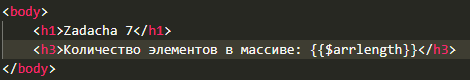 <body>
<h1>Zadacha 7</h1>
<h3>Количество элементов в массиве: {{$arrlength}}</h3>
</body>